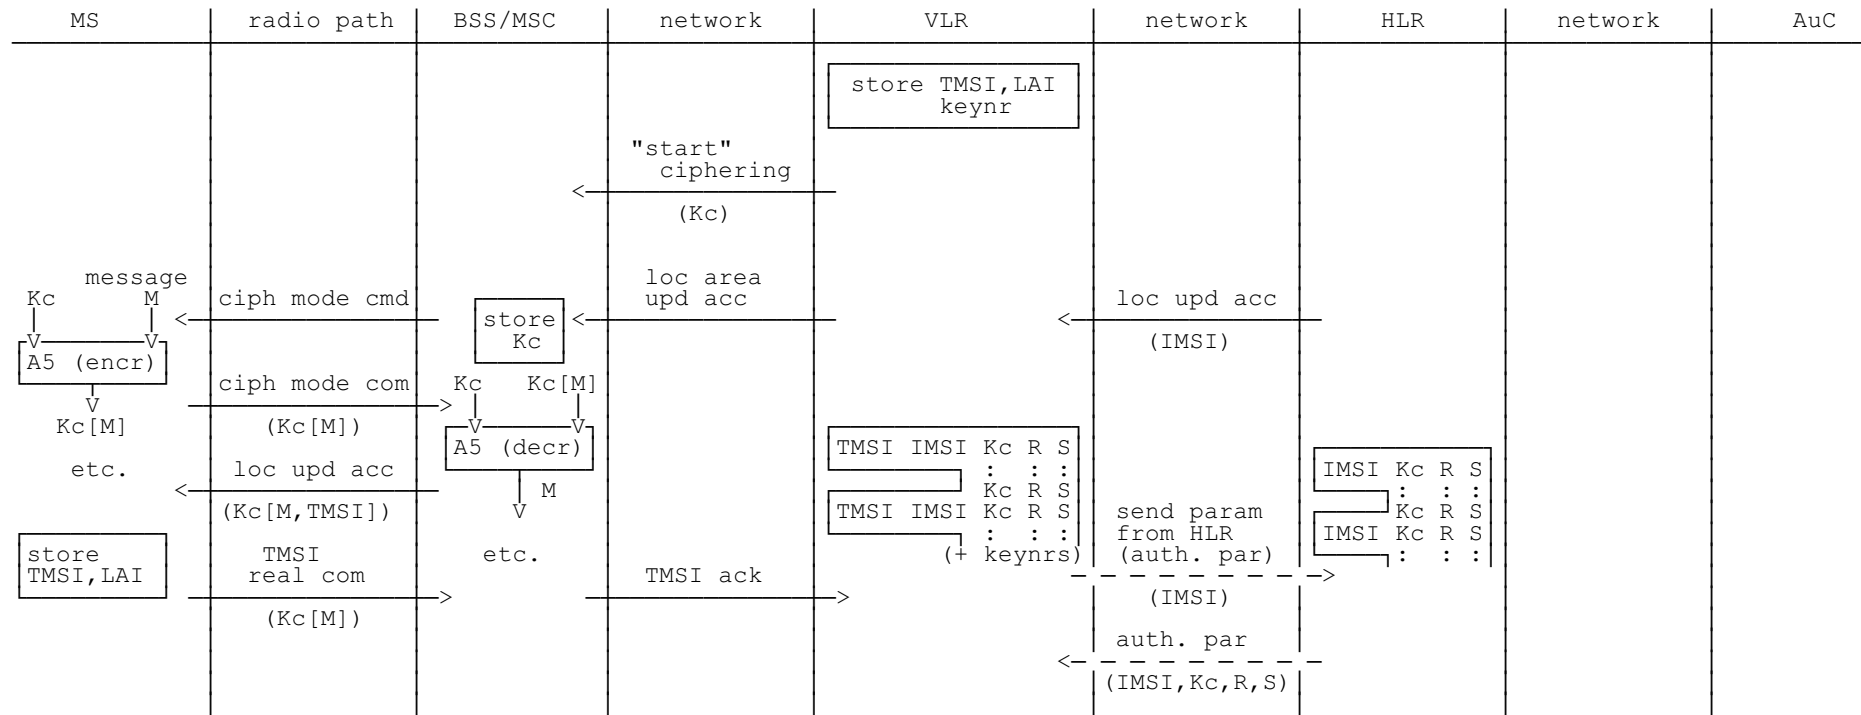 MS radio path BSS/MSC network VLR network HLR network AuC
store TMSI,LAI
keynr
"start"
ciphering
<
(Kc)
message loc area
Kc M ciph mode cmd upd acc loc upd acc
< store < <
V V Kc (IMSI)
A5 (encr)
ciph mode com Kc Kc[M]
V >
Kc[M] (Kc[M]) V V
A5 (decr) TMSI IMSI Kc R S
etc. loc upd acc : : : IMSI Kc R S
< M Kc R S : : :
(Kc[M,TMSI]) V TMSI IMSI Kc R S send param Kc R S
: : : from HLR IMSI Kc R S
store TMSI etc. (+ keynrs) (auth. par) : : :
TMSI,LAI real com TMSI ack >
> > (IMSI)
(Kc[M])
auth. par
<
(IMSI,Kc,R,S)